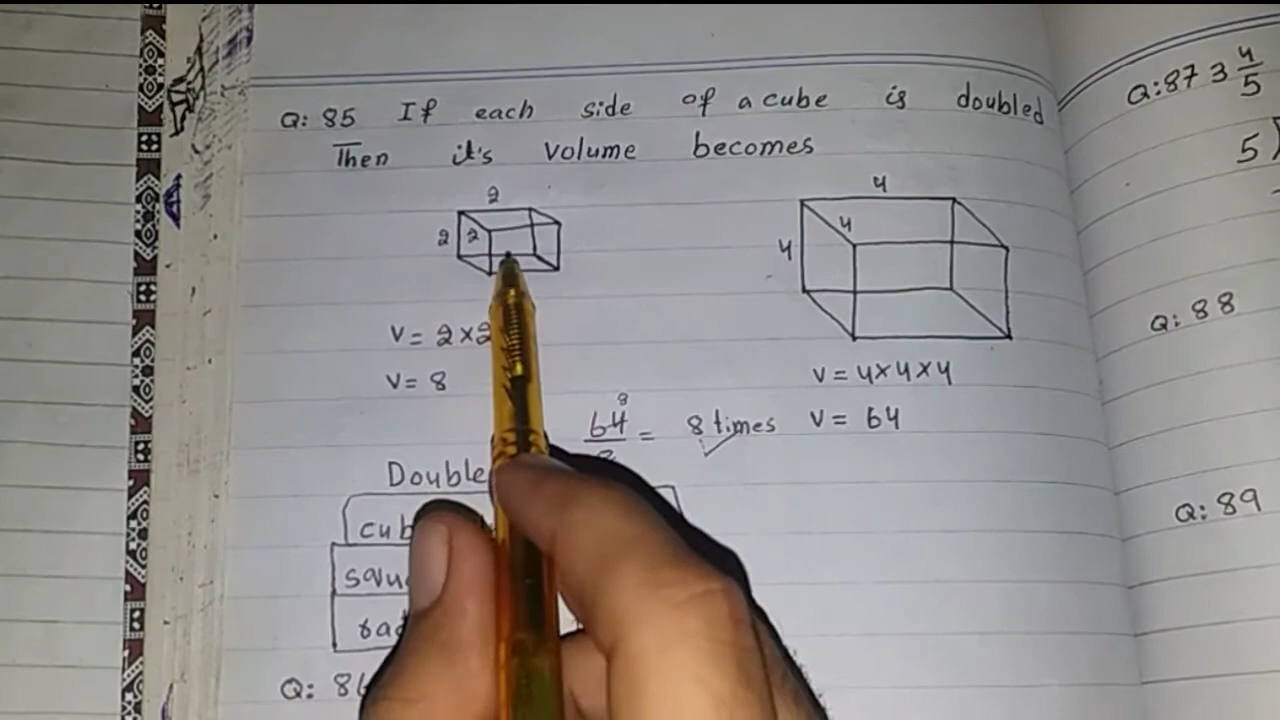 Q: 85 If each side of a cube is doubled
Then it's volume becomes
2
2 2
4
4
4
V = 2 × 2
V = 8
V = 4 × 4 × 4
8
64 = 8 times
V = 64
Double
Q: 87 3 4/5
5
Q: 88
Q: 89